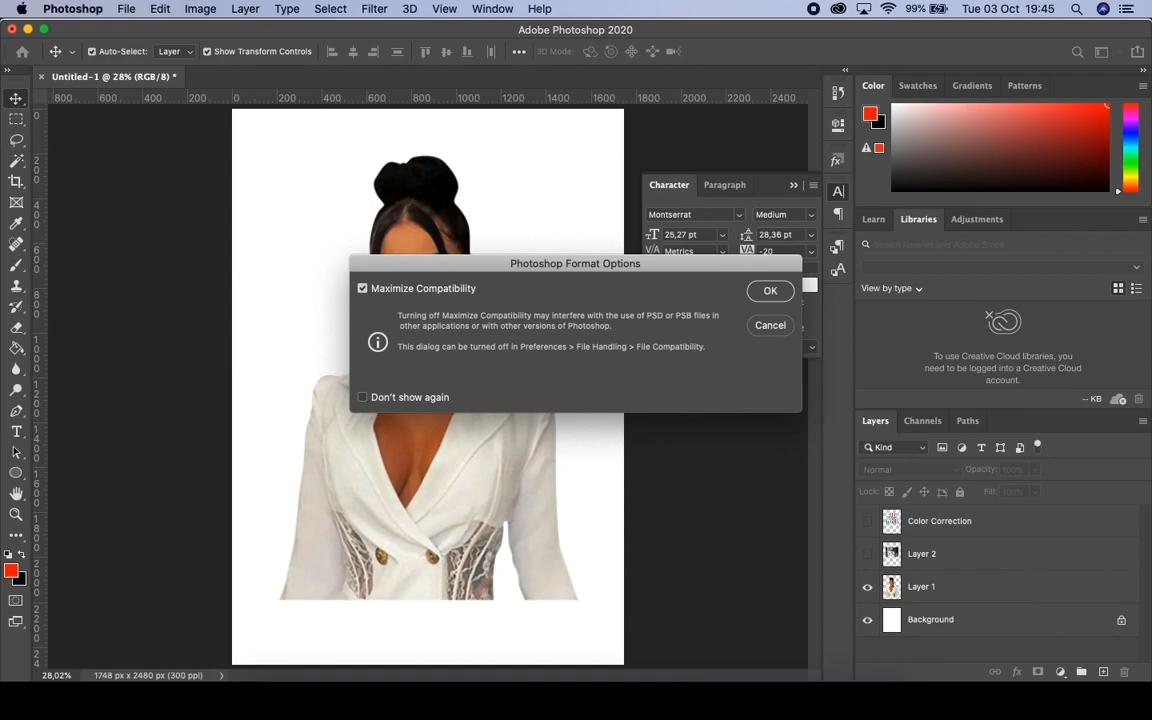 Photoshop File Edit Image Layer Type Select Filter 3D View Window Help 99% Tue 03 Oct 19:45
Adobe Photoshop 2020
Auto-Select: Layer Show Transform Controls 3D Mode:
Untitled-1 @ 28% (RGB/8) *
800 600 400 200 0 200 400 600 800 1000 1200 1400 1600 1800 2000 2200 2400
Color Swatches Gradients Patterns
Character Paragraph
Montserrat Medium
25,27 pt 28,36 pt
Metrics -20
Learn Libraries Adjustments
Search libraries and Adobe Stock
View by type
To use Creative Cloud libraries, you
need to be logged into a Creative Cloud
account.
-- KB
Photoshop Format Options
Maximize Compatibility
OK
Turning off Maximize Compatibility may interfere with the use of PSD or PSB files in
other applications or with other versions of Photoshop.
Cancel
This dialog can be turned off in Preferences > File Handling > File Compatibility.
Don't show again
Layers Channels Paths
Kind
Normal Opacity: 100%
Lock: Fill: 100%
Color Correction
Layer 2
Layer 1
Background
28,02% 1748 px x 2480 px (300 ppi)